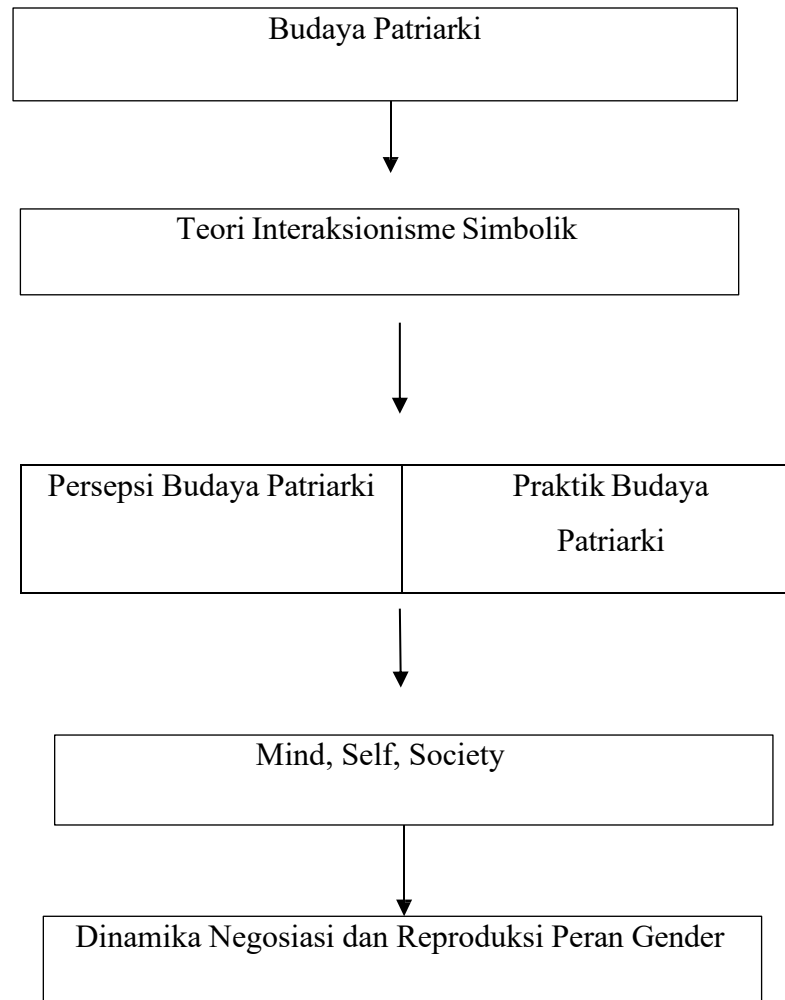 Budaya Patriarki
Teori Interaksionisme Simbolik
Persepsi Budaya Patriarki
Praktik Budaya
Patriarki
Mind, Self, Society
Dinamika Negosiasi dan Reproduksi Peran Gender